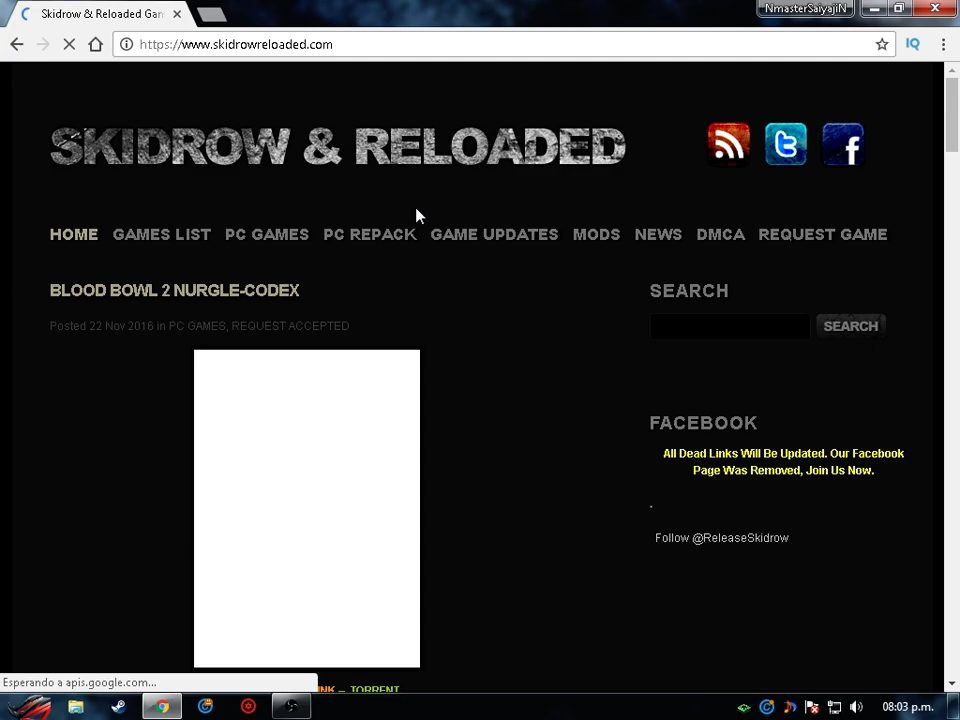 Skidrow & Reloaded Gam
NmasterSaiyajiN
https://www.skidrowreloaded.com
IQ
SKIDROW & RELOADED
HOME GAMES LIST PC GAMES PC REPACK GAME UPDATES MODS NEWS DMCA REQUEST GAME
BLOOD BOWL 2 NURGLE-CODEX
Posted 22 Nov 2016 in PC GAMES, REQUEST ACCEPTED
SEARCH
SEARCH
FACEBOOK
All Dead Links Will Be Updated. Our Facebook
Page Was Removed, Join Us Now.
.
Follow @ReleaseSkidrow
Esperando a apis.google.com...
INK – TORRENT
08:03 p.m.